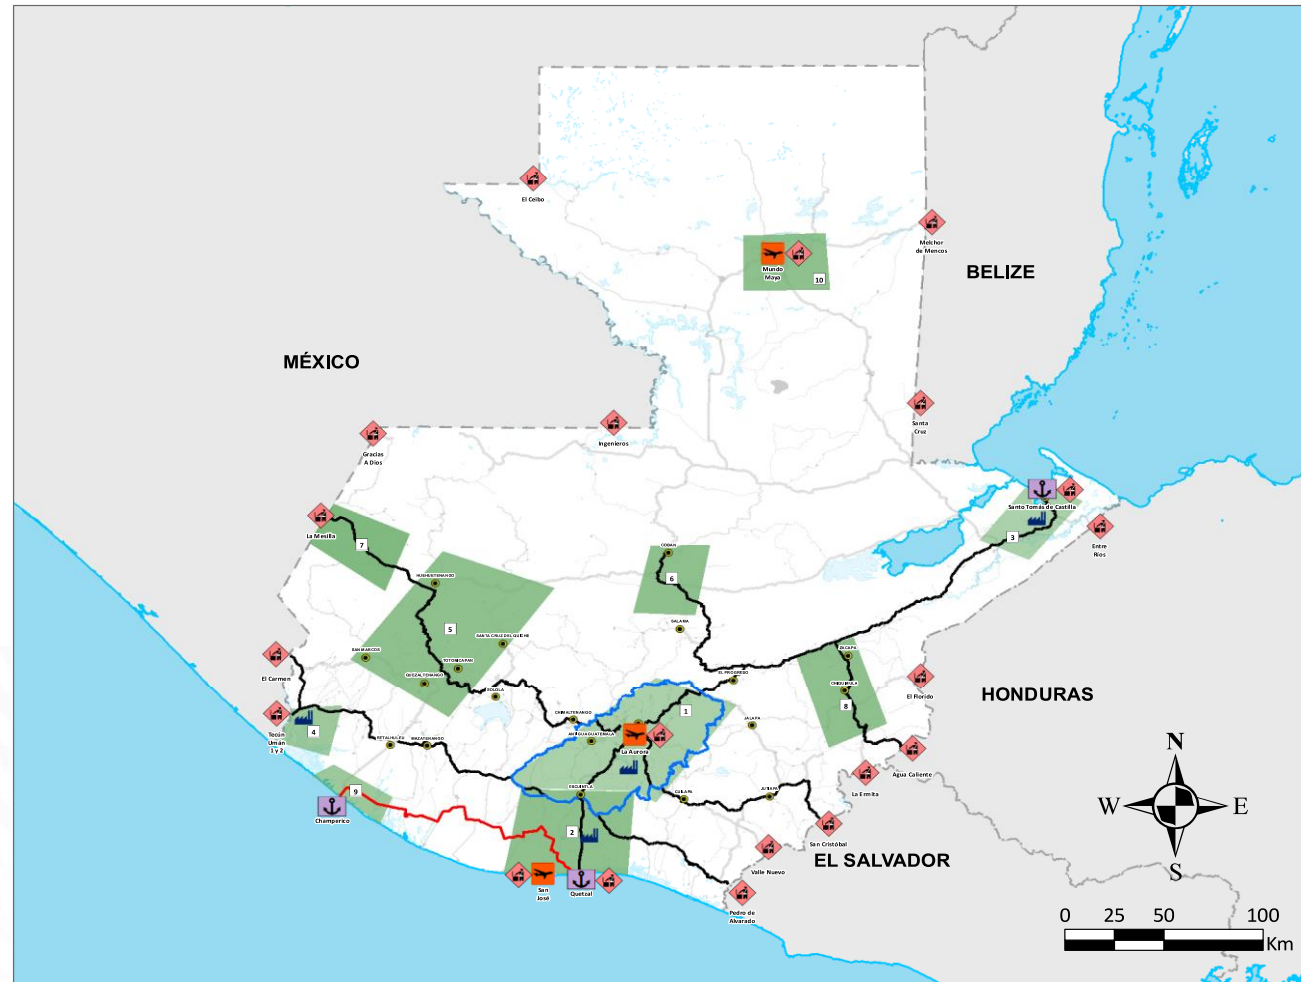 El Ceibo
Melchor
de Mencos
BELIZE
Mundo
Maya
10
MÉXICO
Santa
Cruz
Gracias
A Dios
Ingenieros
Santo Tomás de Castilla
3
Entre
Ríos
La Mesilla
7
COBAN
6
HUEHUETENANGO
5
SALAMA
SANTA CRUZ DEL QUICHE
SAN MARCOS
TOTONICAPAN
QUEZALTENANGO
SOLOLA
EL PROGRESO
ZACAPA
CHIQUIMULA
8
El Carmen
El Florido
HONDURAS
Tecún
Umán
1 y 2
4
RETALHULEU
MAZATENANGO
CHIMALTENANGO
ANTIGUA GUATEMALA
1
La Aurora
JALAPA
Agua Caliente
La Ermita
9
Champerico
ESCUINTLA
CUILAPA
JUTIAPA
2
San Cristóbal
EL SALVADOR
Valle Nuevo
San
José
Quetzal
Pedro de
Alvarado
N
W E
S
0 25 50 100
Km